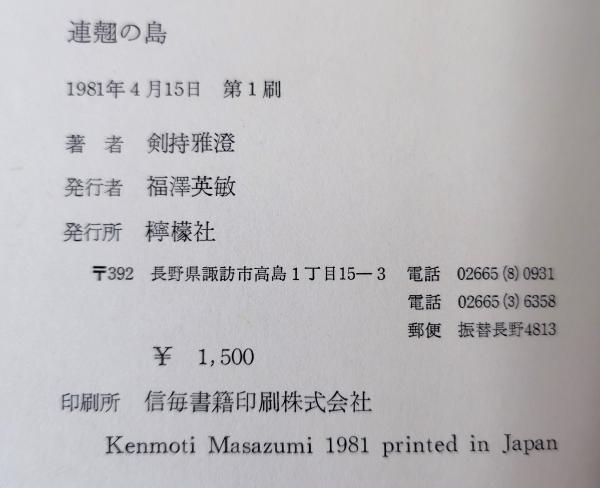 連翹の島
1981年4月15日 第1刷
著 者 剣持雅澄
発行者 福澤英敏
発行所 檸檬社
〒392 長野県諏訪市高島1丁目15―3 電話 02665(8)0931
電話 02665(3)6358
郵便 振替長野4813
¥ 1,500
印刷所 信毎書籍印刷株式会社
Kenmoti Masazumi 1981 printed in Japan